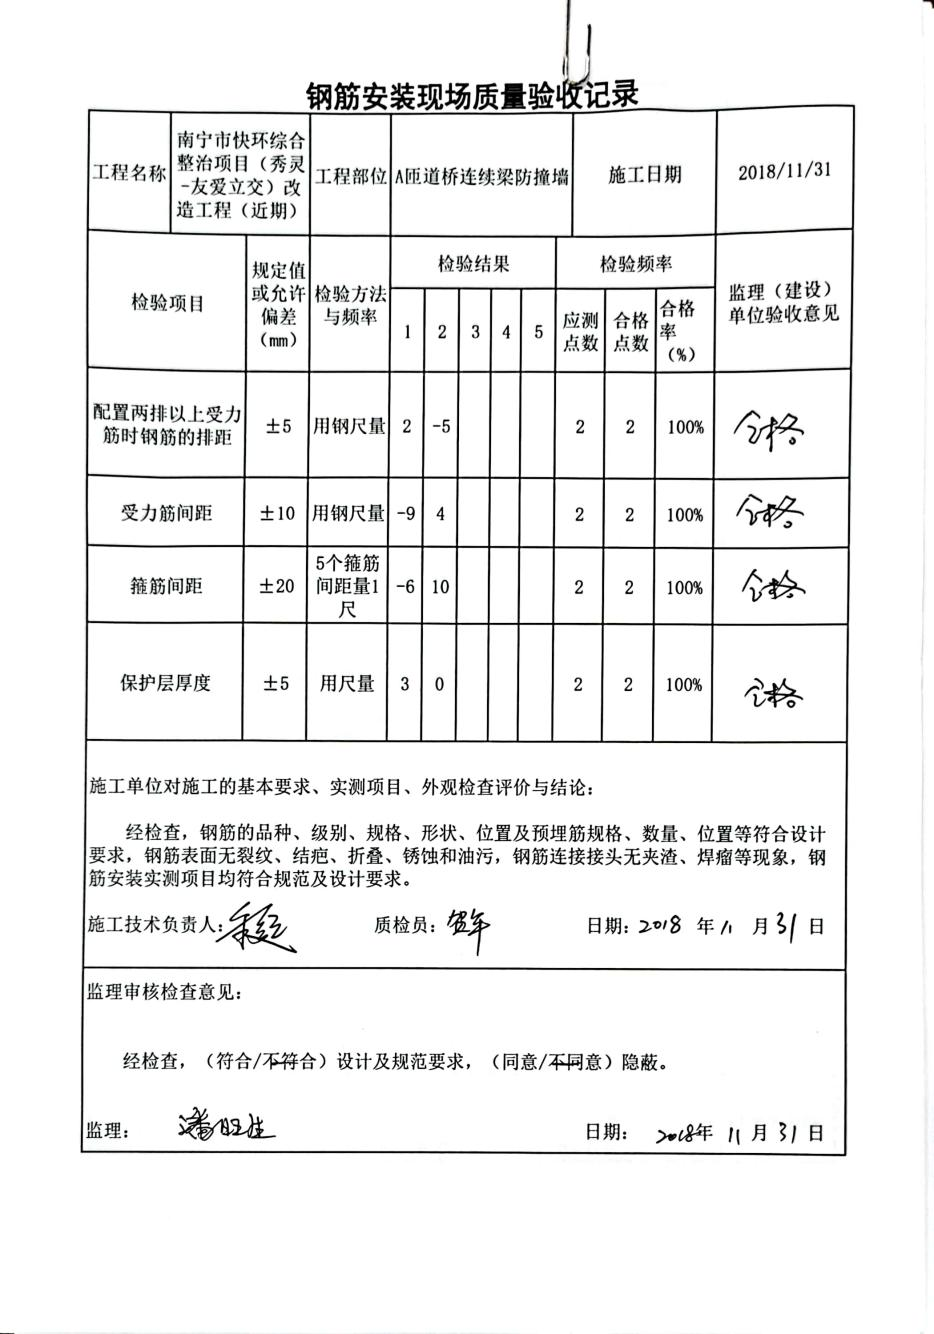 钢筋安装现场质量验收记录
工程名称
南宁市快环综合
整治项目（秀灵
-友爱立交）改
造工程（近期）
工程部位
A匝道桥连续梁防撞墙
施工日期
2018/11/31
检验项目
规定值
或允许
偏差
（mm）
检验方法
与频率
检验结果
检验频率
监理（建设）
单位验收意见
1 2 3 4 5
应测
点数
合格
点数
合格
率
（%）
配置两排以上受力
筋时钢筋的排距
±5 用钢尺量 2 -5 2 2 100% 合格
受力筋间距 ±10 用钢尺量 -9 4 2 2 100% 合格
箍筋间距 ±20
5个箍筋
间距量1
尺
-6 10 2 2 100% 合格
保护层厚度 ±5 用尺量 3 0 2 2 100% 合格
施工单位对施工的基本要求、实测项目、外观检查评价与结论：
经检查，钢筋的品种、级别、规格、形状、位置及预埋筋规格、数量、位置等符合设计
要求，钢筋表面无裂纹、结疤、折叠、锈蚀和油污，钢筋连接接头无夹渣、焊瘤等现象，钢
筋安装实测项目均符合规范及设计要求。
施工技术负责人： 质检员： 日期：2018 年 11 月 31 日
监理审核检查意见：
经检查，（符合/不符合）设计及规范要求，（同意/不同意）隐蔽。
监理： 潘旺生 日期： 2018年 11 月 31 日